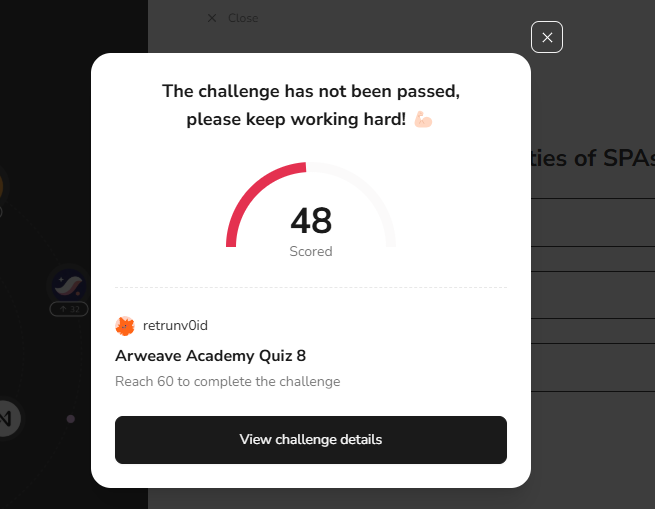 Close
The challenge has not been passed,
please keep working hard! 💪🏻
ties of SPAs
48
Scored
32
retrunv0id
Arweave Academy Quiz 8
Reach 60 to complete the challenge
View challenge details